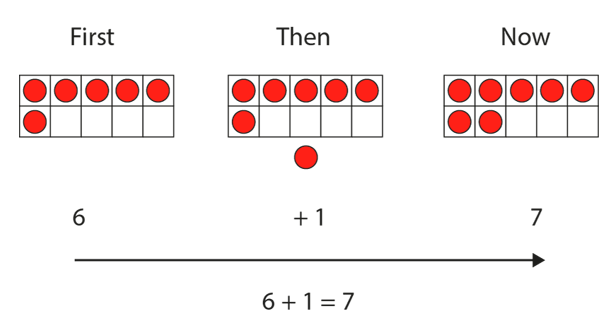 First Then Now
6 + 1 7
6 + 1 = 7